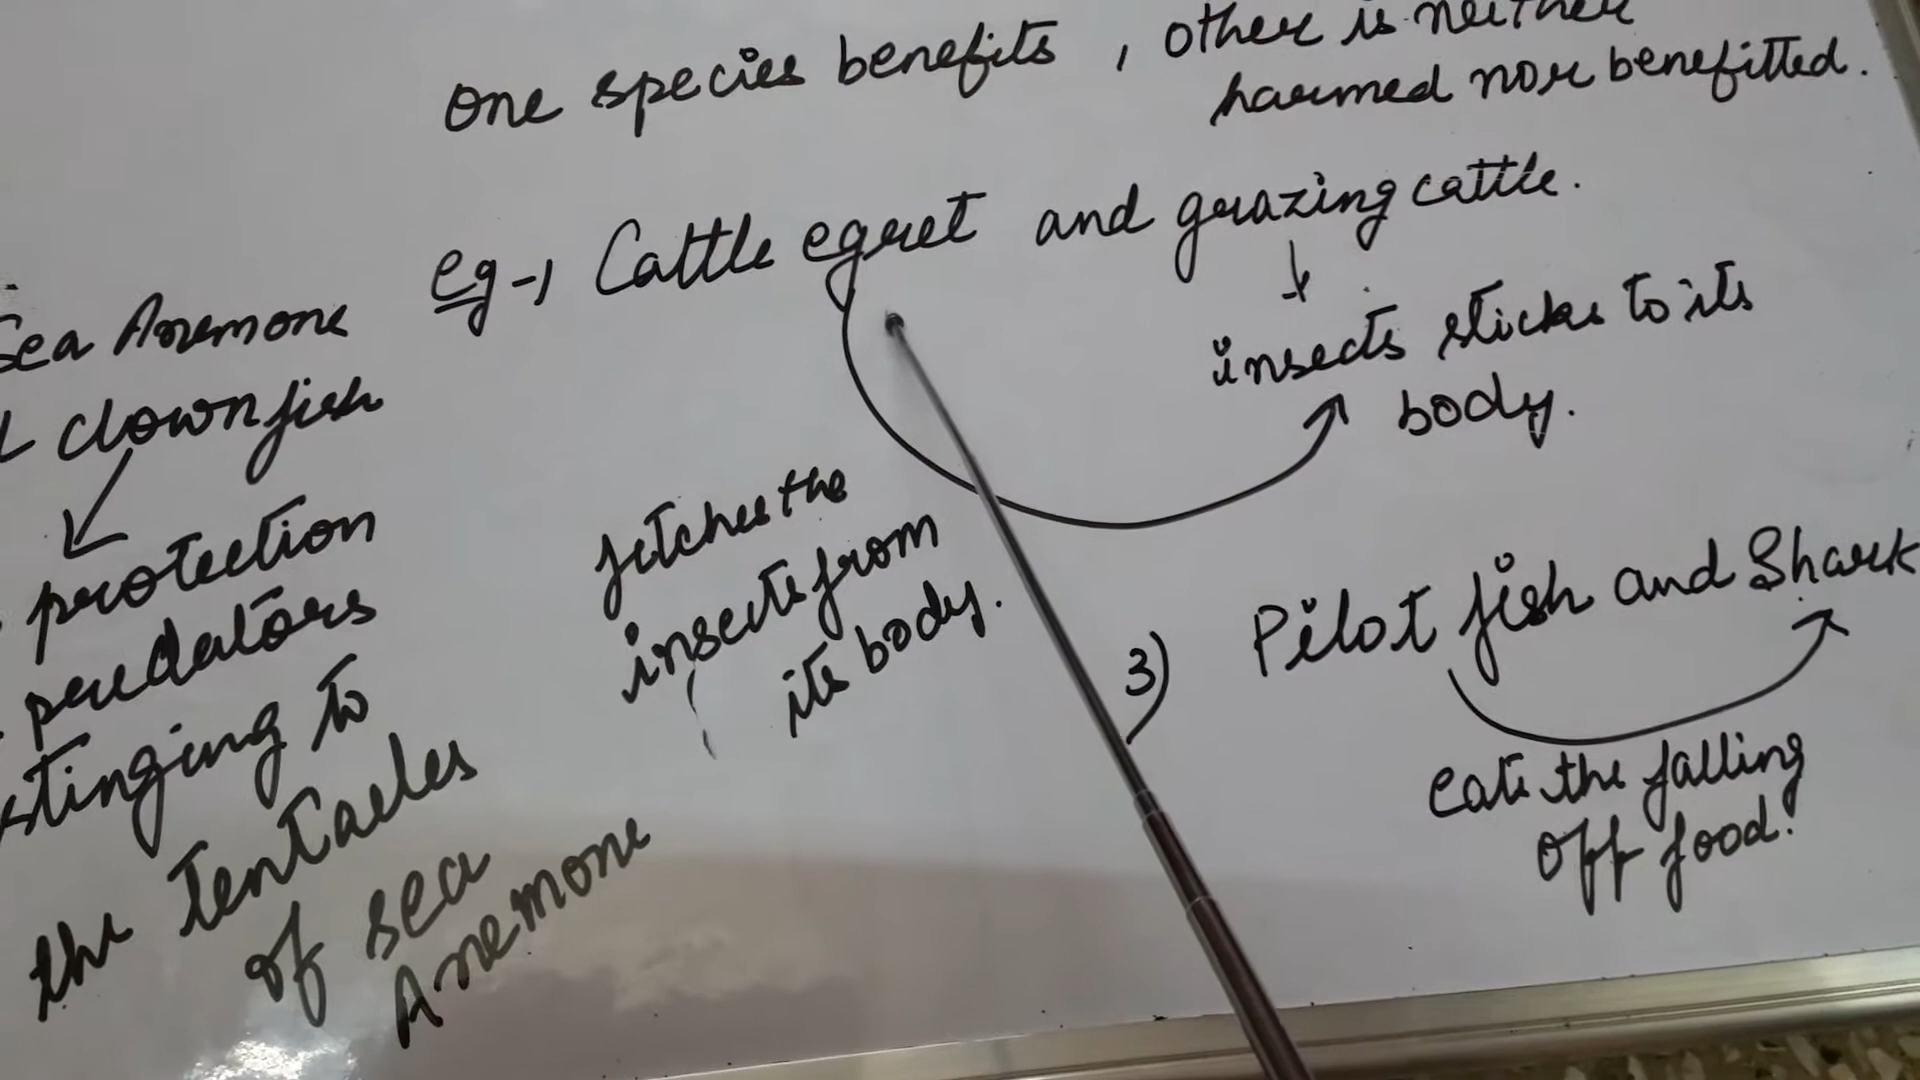 One species benefits, other is neither
harmed nor benefitted.
eg-1 Cattle egret and grazing cattle.
insects sticks to its
body.
fetches the
insects from
its body.
Sea Anemone
clownfish
protection
predators
stinging to
the tentacles
of sea
Anemone
3) Pilot fish and Shark
eats the falling
off food.